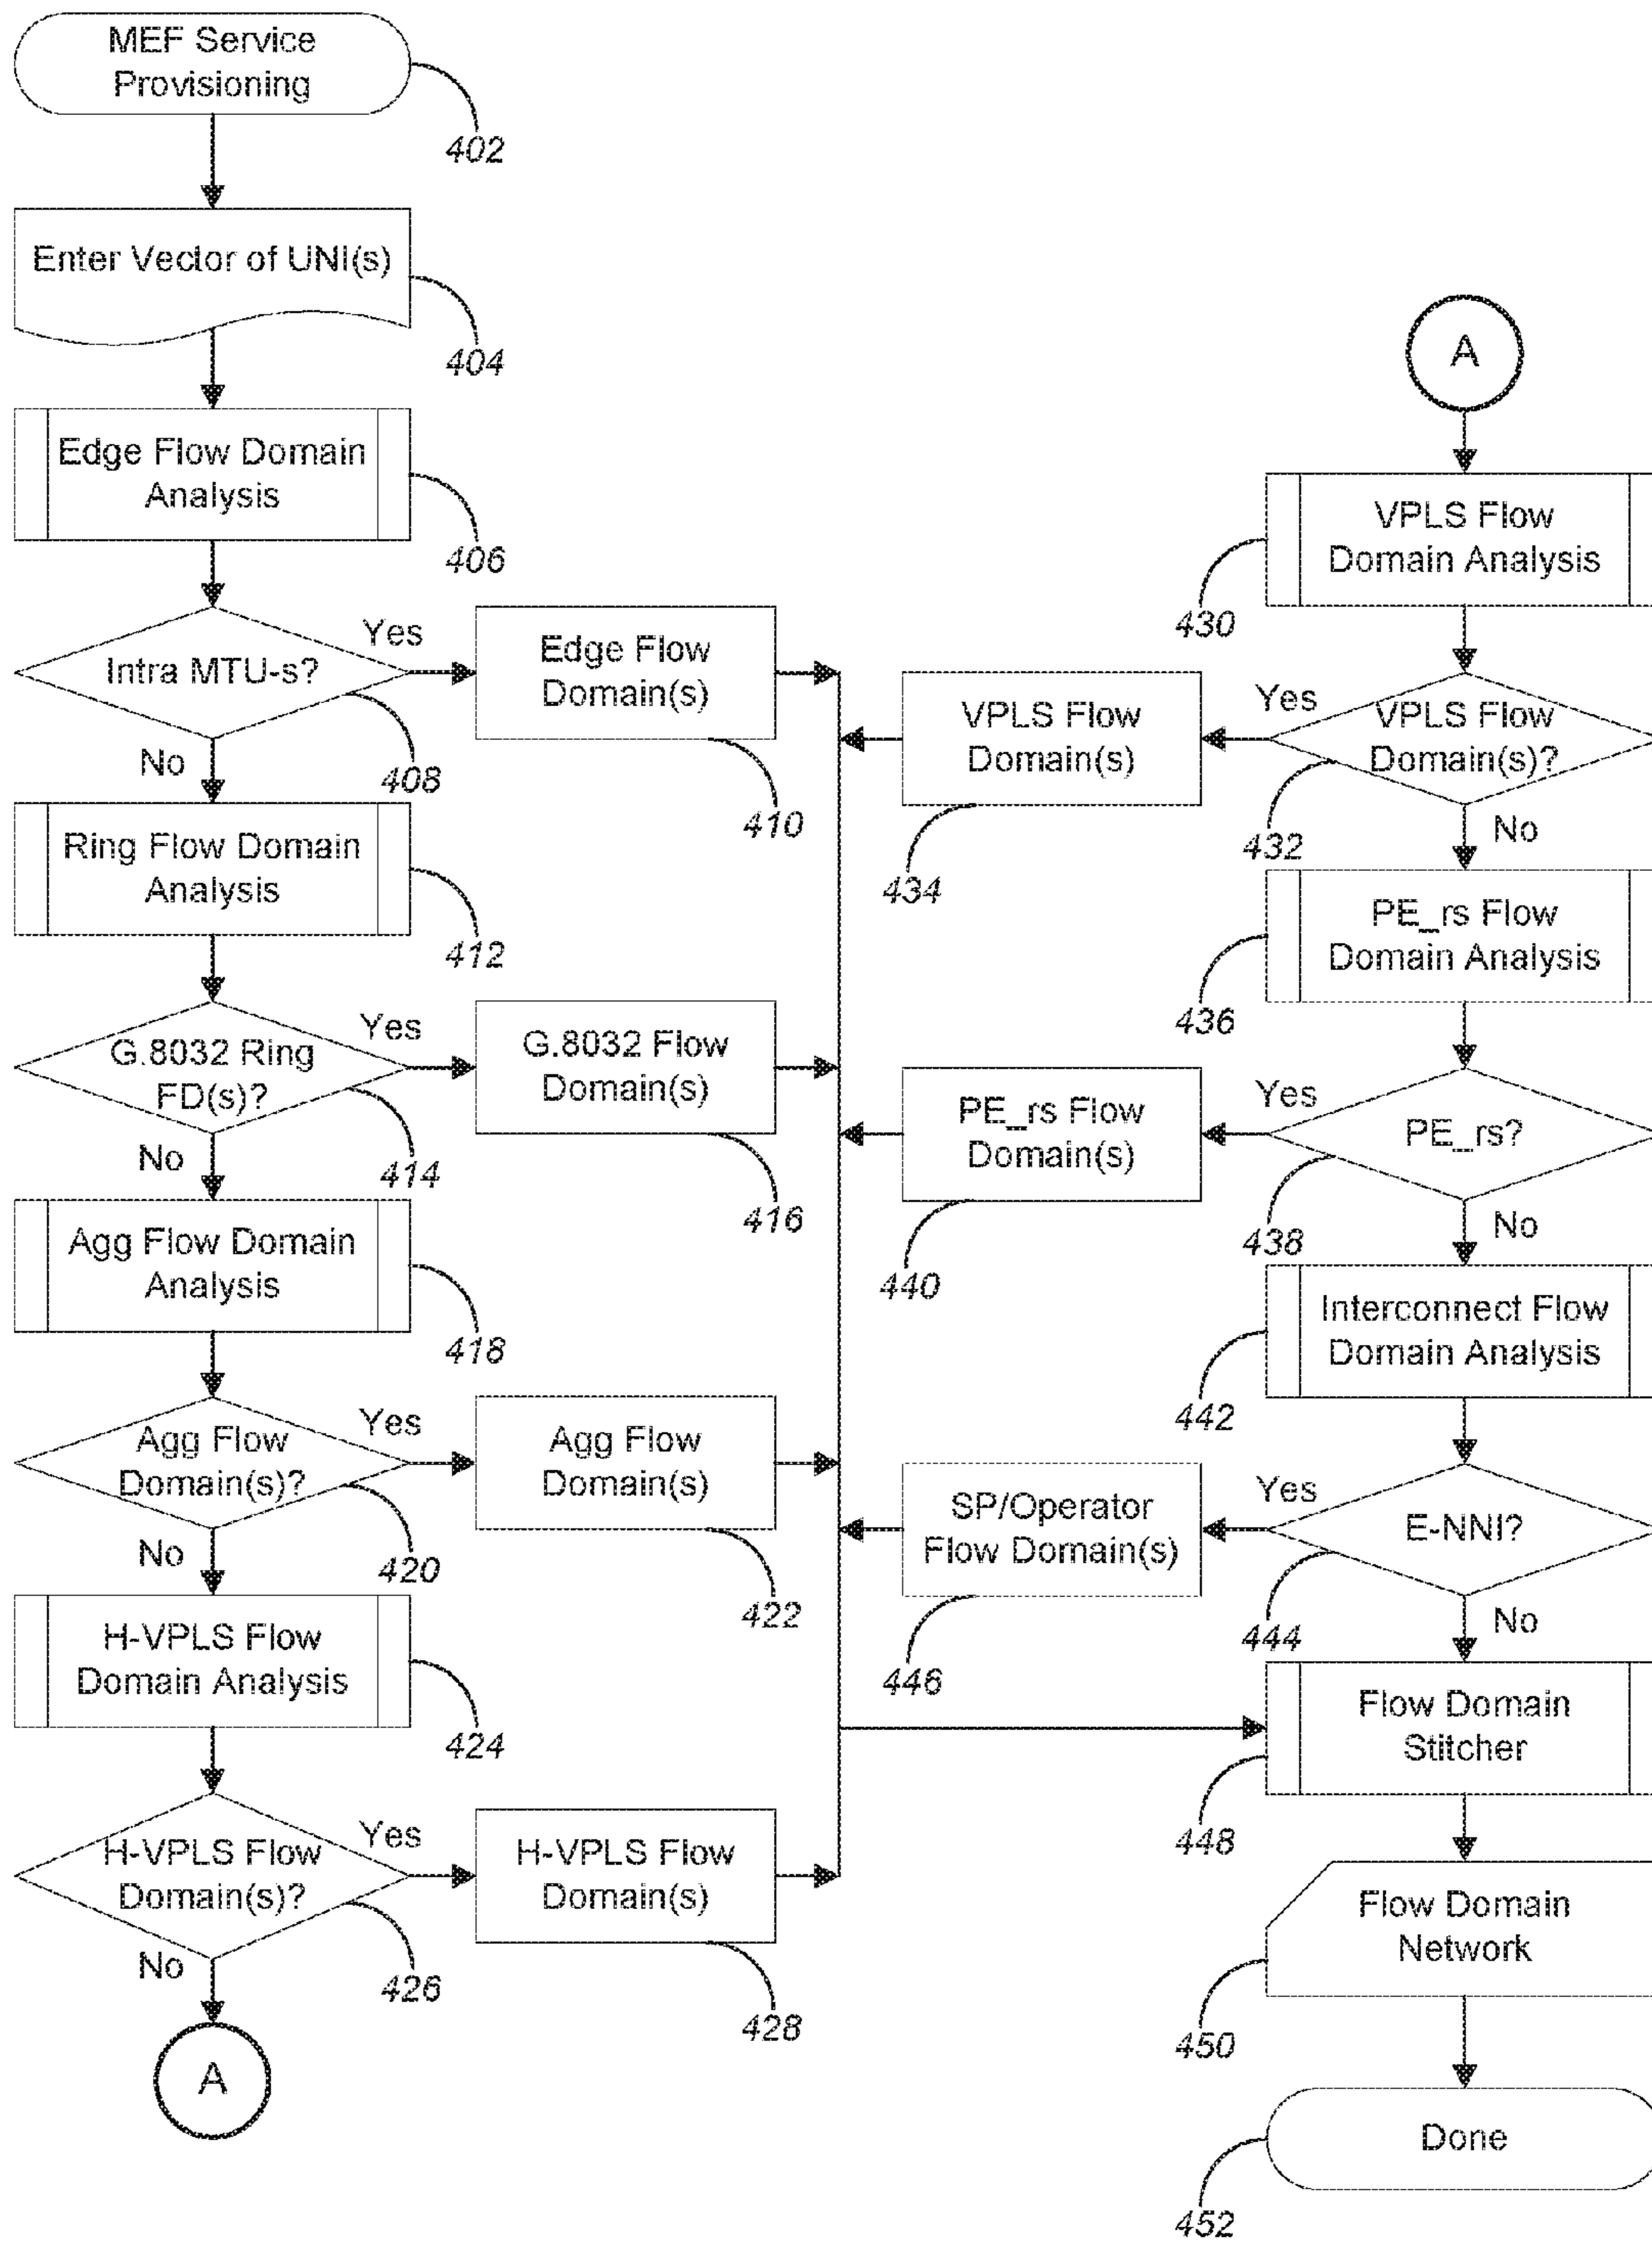 MEF Service
Provisioning
402
Enter Vector of UNI(s)
404
Edge Flow Domain
Analysis
406
Intra MTU-s?
Yes
No
408
Edge Flow
Domain(s)
410
Ring Flow Domain
Analysis
412
G.8032 Ring
FD(s)?
Yes
No
414
G.8032 Flow
Domain(s)
416
Agg Flow Domain
Analysis
418
Agg Flow
Domain(s)?
Yes
No
420
Agg Flow
Domain(s)
422
H-VPLS Flow
Domain Analysis
424
H-VPLS Flow
Domain(s)?
Yes
No
426
H-VPLS Flow
Domain(s)
428
A
A
VPLS Flow
Domain Analysis
430
VPLS Flow
Domain(s)?
Yes
No
432
VPLS Flow
Domain(s)
434
PE_rs Flow
Domain Analysis
436
PE_rs?
Yes
No
438
PE_rs Flow
Domain(s)
440
Interconnect Flow
Domain Analysis
442
E-NNI?
Yes
No
444
SP/Operator
Flow Domain(s)
446
Flow Domain
Stitcher
448
Flow Domain
Network
450
Done
452